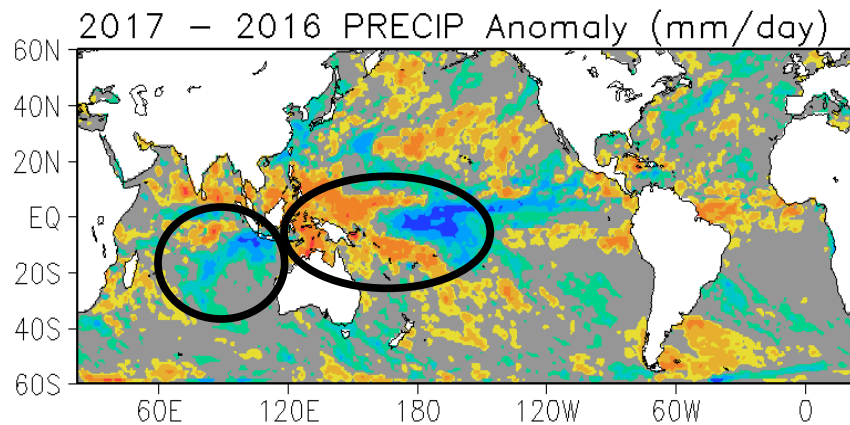 2017 – 2016 PRECIP Anomaly (mm/day)
60N
40N
20N
EQ
20S
40S
60S
60E 120E 180 120W 60W 0